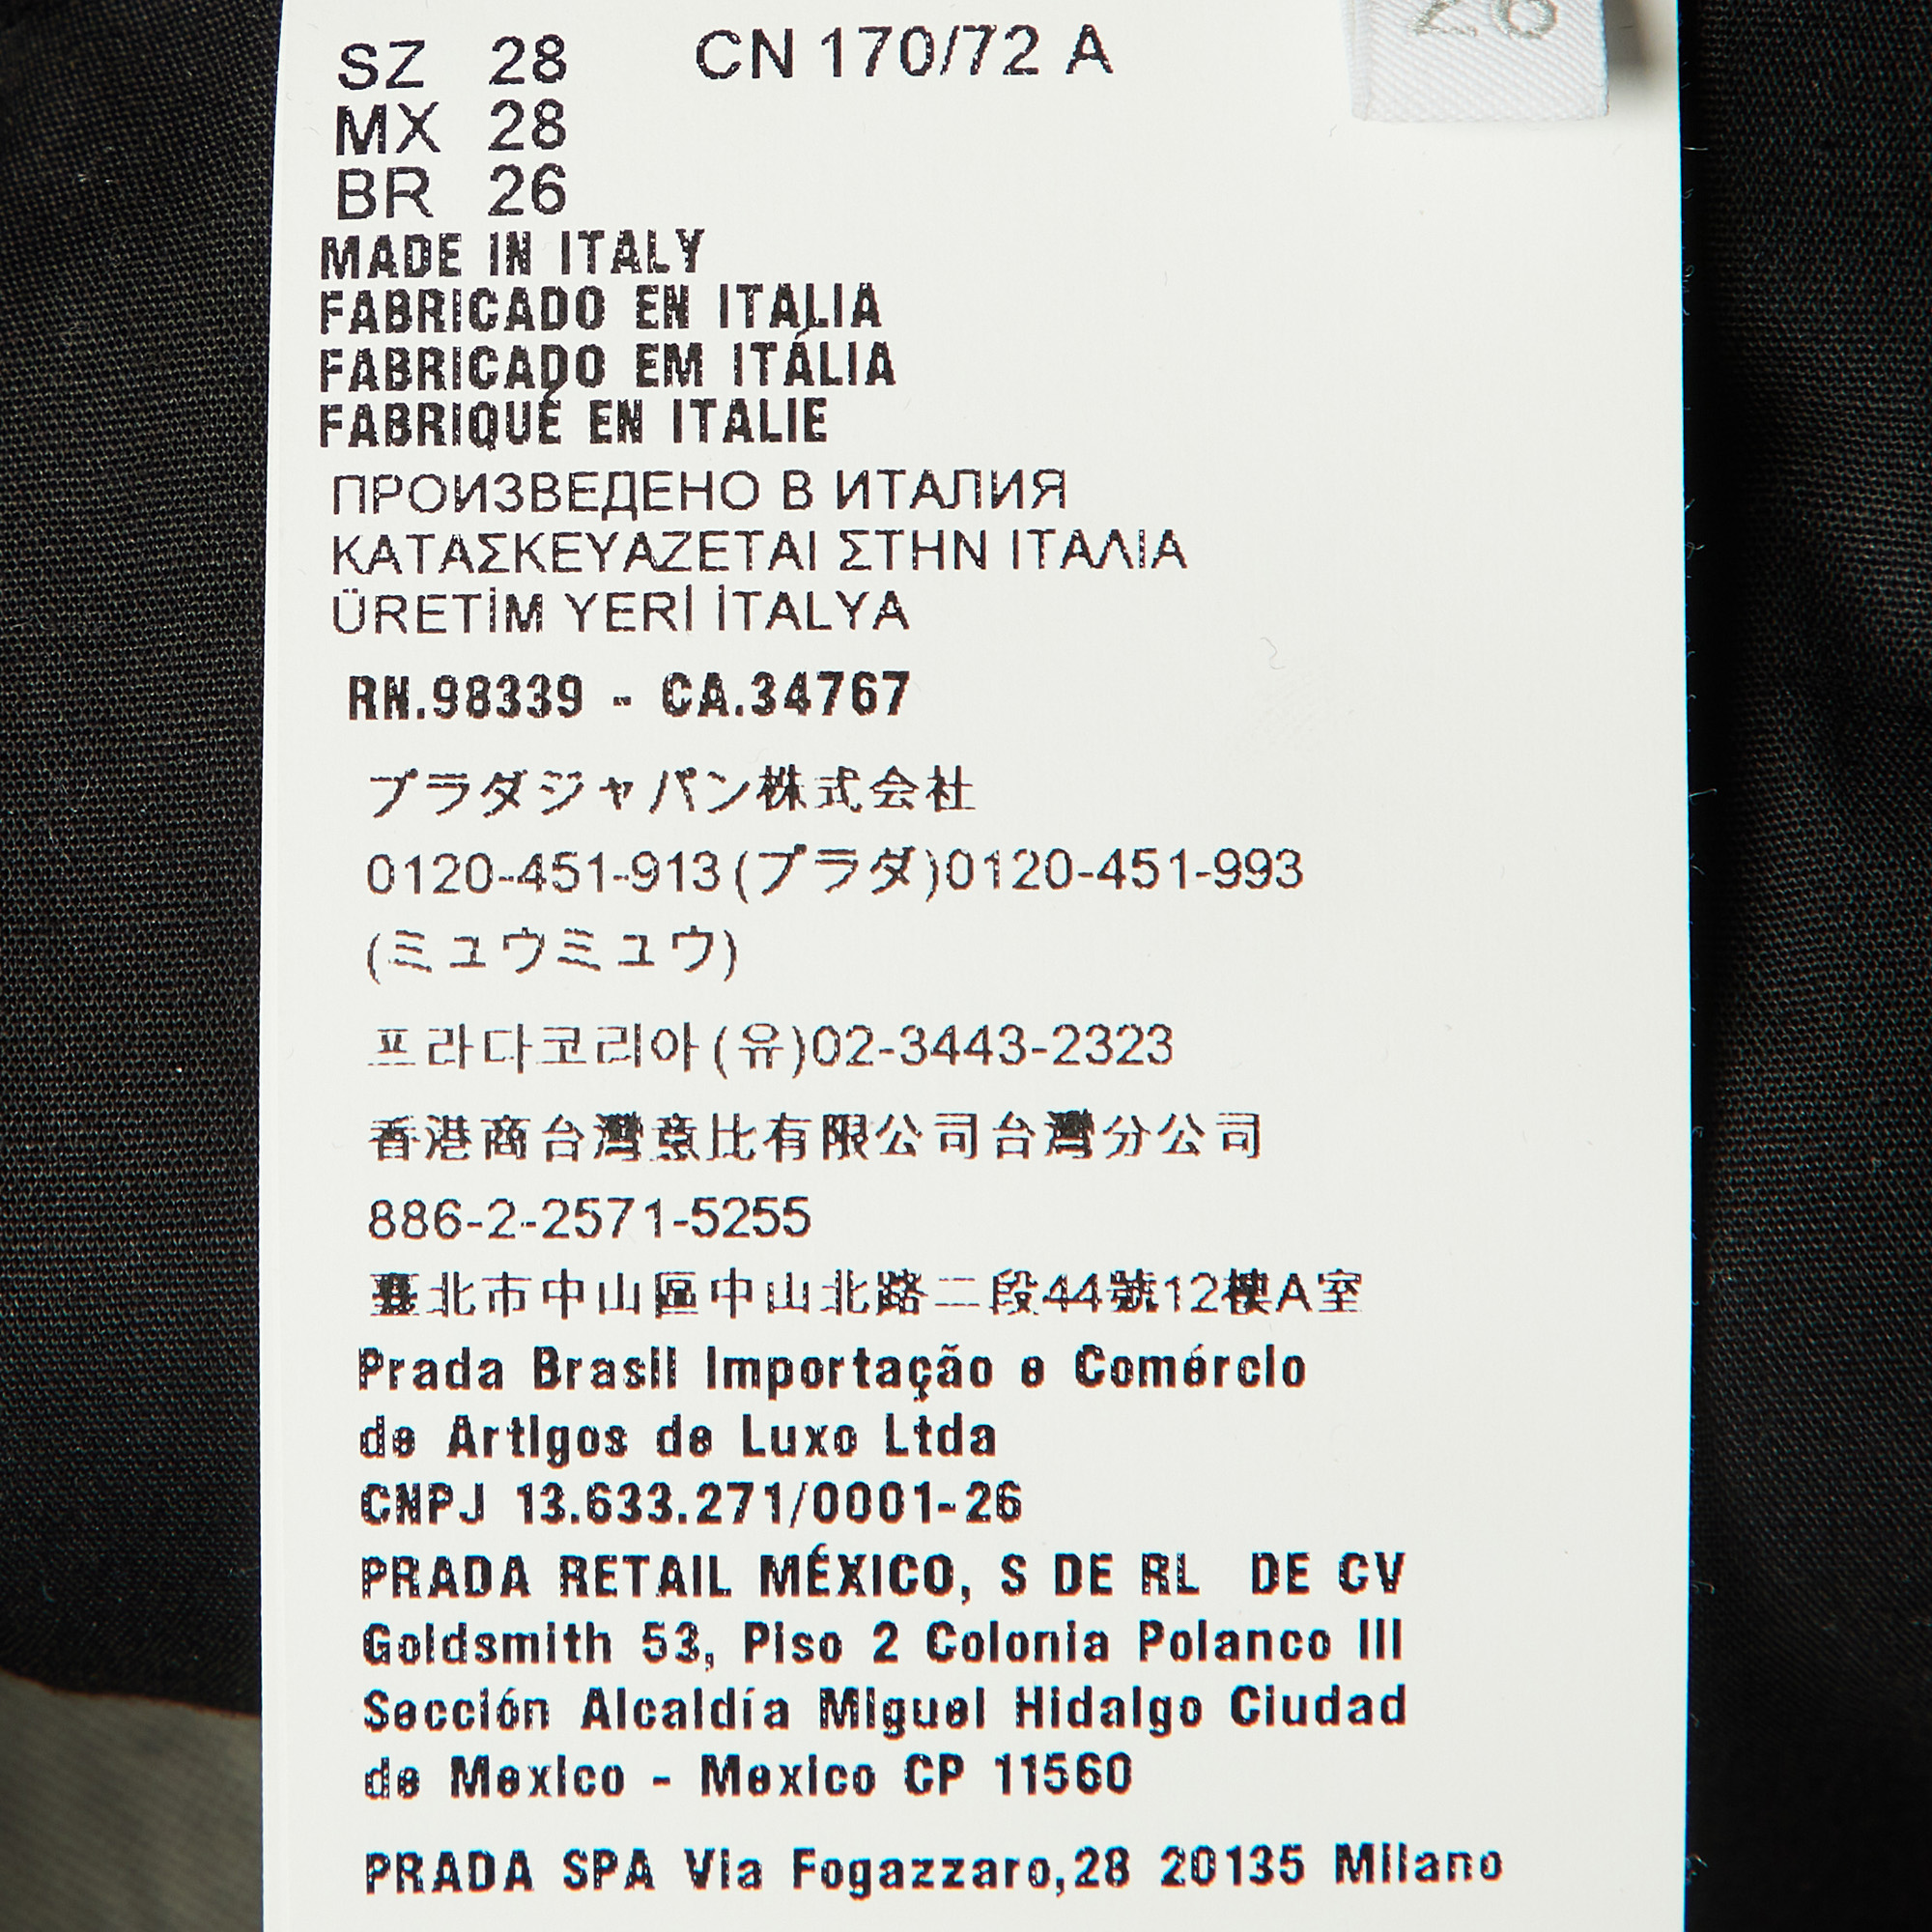 SZ 28 CN 170/72 A
26
MX 28
BR 26
MADE IN ITALY
FABRICADO EN ITALIA
FABRICADO EM ITÁLIA
FABRIQUÉ EN ITALIE
ПРОИЗВЕДЕНО В ИТАЛИЯ
ΚΑΤΑΣΚΕΥΑΖΕΤΑΙ ΣΤΗΝ ΙΤΑΛΙΑ
ÜRETİM YERİ İTALYA
RN.98339 - CA.34767
プラダジャパン株式会社
0120-451-913(プラダ)0120-451-993
(ミュウミュウ)
프라다코리아(유)02-3443-2323
香港商台灣意比有限公司台灣分公司
886-2-2571-5255
臺北市中山區中山北路二段44號12樓A室
Prada Brasil Importação e Comércio
de Artigos de Luxo Ltda
CNPJ 13.633.271/0001-26
PRADA RETAIL MÉXICO, S DE RL DE CV
Goldsmith 53, Piso 2 Colonia Polanco III
Sección Alcaldía Miguel Hidalgo Ciudad
de Mexico - Mexico CP 11560
PRADA SPA Via Fogazzaro,28 20135 Milano